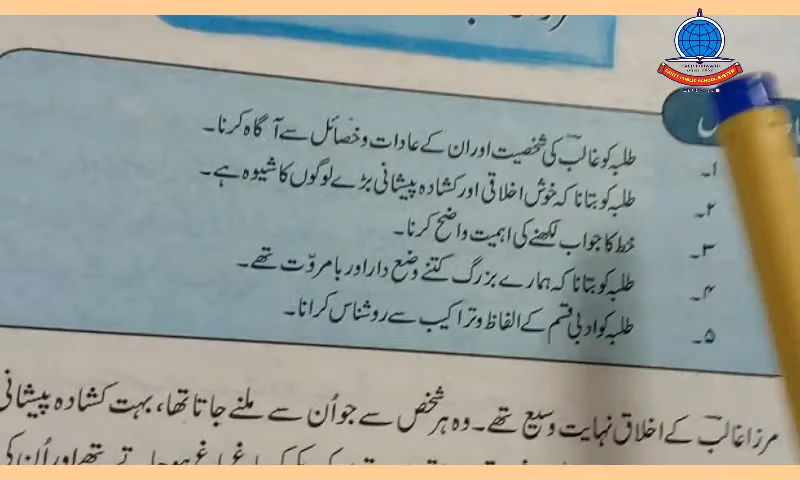 ۱۔ طلبہ کو غالبؔ کی شخصیت اور ان کے عادات و خصائل سے آگاہ کرنا۔
۲۔ طلبہ کو بتانا کہ خوش اخلاقی اور کشادہ پیشانی بڑے لوگوں کا شیوہ ہے۔
۳۔ خط کا جواب لکھنے کی اہمیت واضح کرنا۔
۴۔ طلبہ کو بتانا کہ ہمارے بزرگ کتنے وضع دار اور بامروّت تھے۔
۵۔ طلبہ کو ادبی قسم کے الفاظ و تراکیب سے روشناس کرانا۔
مرزا غالبؔ کے اخلاق نہایت وسیع تھے۔ وہ ہر شخص سے جو اُن سے ملنے جاتا تھا، بہت کشادہ پیشانی